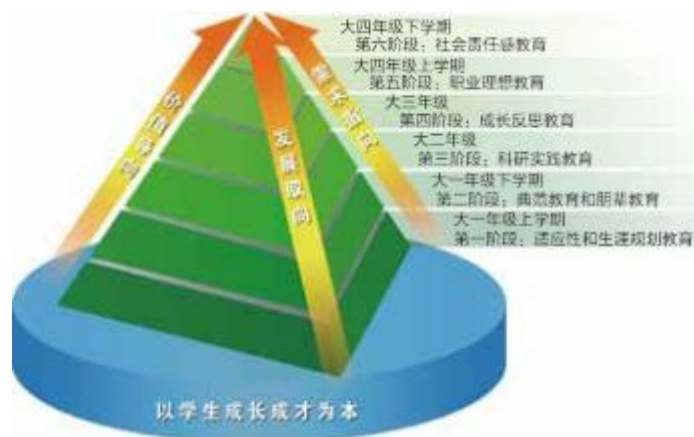 大四年级下学期
第六阶段：社会责任感教育
大四年级上学期
第五阶段：职业理想教育
大三年级
第四阶段：成长反思教育
大二年级
第三阶段：科研实践教育
大一年级下学期
第二阶段：典范教育和朋辈教育
大一年级上学期
第一阶段：适应性和生涯规划教育
价值导向
发展取向
以学生成长成才为本